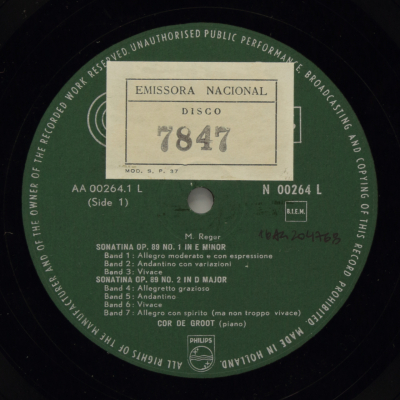 ALL RIGHTS OF THE MANUFACTURER AND OF THE OWNER OF THE RECORDED WORK RESERVED UNAUTHORISED PUBLIC PERFORMANCE, BROADCASTING AND COPYING OF THIS RECORD PROHIBITED. MADE IN HOLLAND.
EMISSORA NACIONAL
DISCO
7847
MOD. S. P. 37
AA 00264.1 L
(Side 1)
N 00264 L
B.I.E.M.
M. Reger
SONATINA OP. 89 NO. 1 IN E MINOR
Band 1: Allegro moderato e con espressione
Band 2: Andantino con variazioni
Band 3: Vivace
SONATINA OP. 89 NO. 2 IN D MAJOR
Band 4: Allegretto grazioso
Band 5: Andantino
Band 6: Vivace
Band 7: Allegro con spirito (ma non troppo vivace)
COR DE GROOT (piano)
PHILIPS